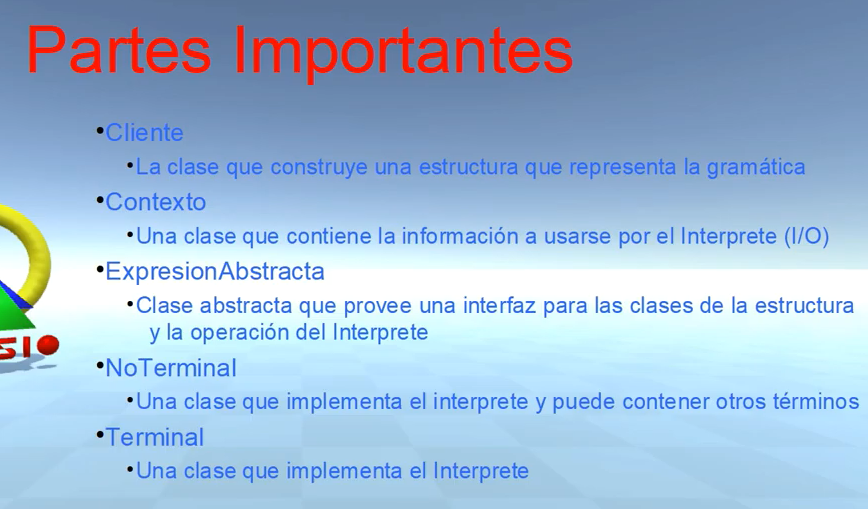 Partes Importantes
•Cliente
•La clase que construye una estructura que representa la gramática
•Contexto
•Una clase que contiene la información a usarse por el Interprete (I/O)
•ExpresionAbstracta
•Clase abstracta que provee una interfaz para las clases de la estructura
y la operación del Interprete
•NoTerminal
•Una clase que implementa el interprete y puede contener otros términos
•Terminal
•Una clase que implementa el Interprete